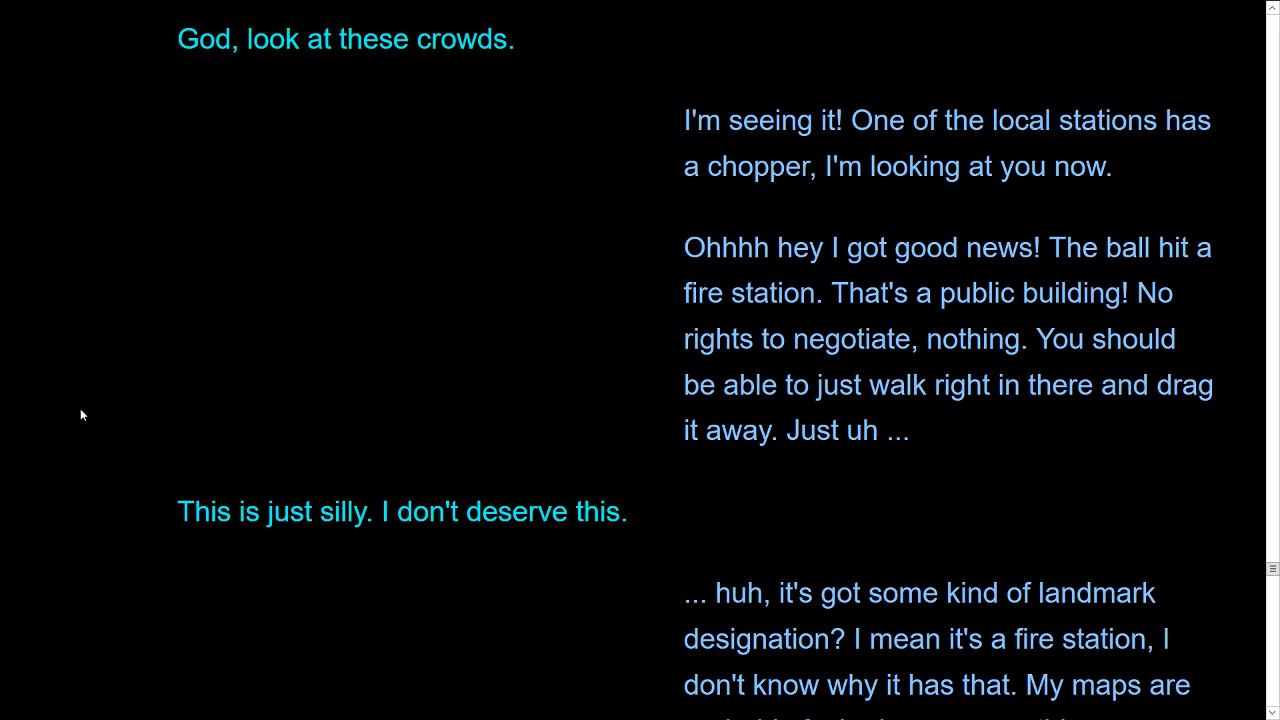 God, look at these crowds.
I'm seeing it! One of the local stations has
a chopper, I'm looking at you now.
Ohhhh hey I got good news! The ball hit a
fire station. That's a public building! No
rights to negotiate, nothing. You should
be able to just walk right in there and drag
it away. Just uh ...
This is just silly. I don't deserve this.
... huh, it's got some kind of landmark
designation? I mean it's a fire station, I
don't know why it has that. My maps are